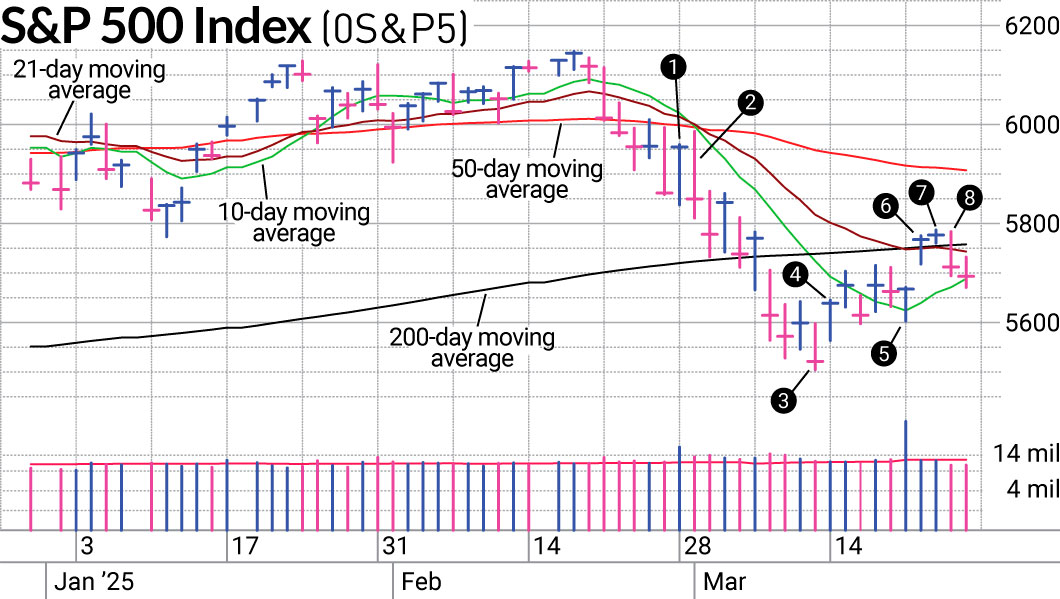 S&P 500 Index (0S&P5)
6200
21-day moving
average
1
2
6000
50-day moving
average
10-day moving
average
6
7
8
5800
4
200-day moving
average
5600
5
3
14 mil
4 mil
3
17
31
14
28
14
Jan ’25
Feb
Mar